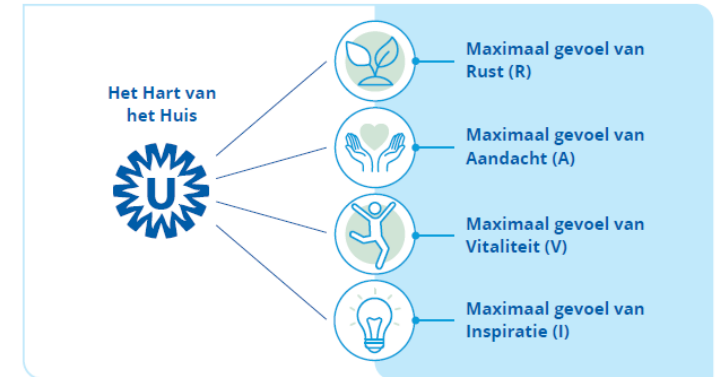 Het Hart van
het Huis
U
Maximaal gevoel van
Rust (R)
Maximaal gevoel van
Aandacht (A)
Maximaal gevoel van
Vitaliteit (V)
Maximaal gevoel van
Inspiratie (I)